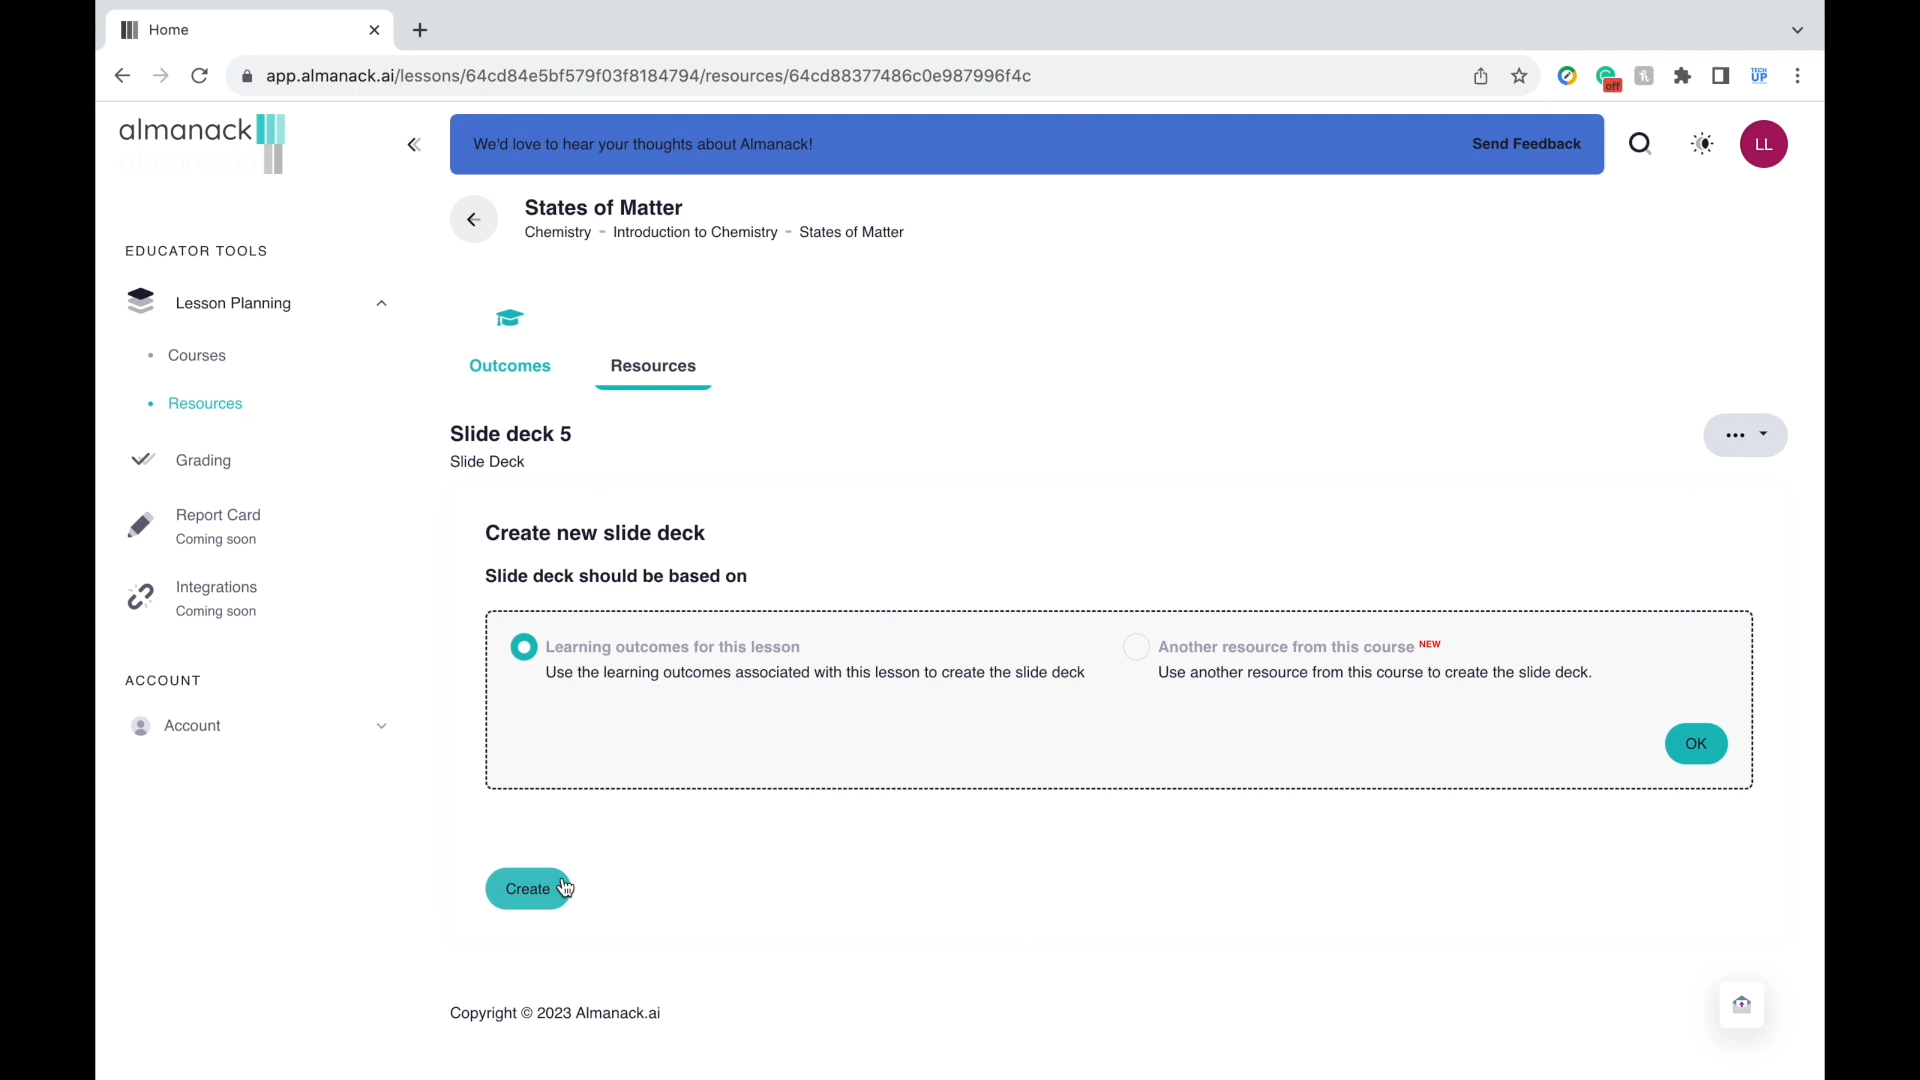 Home
app.almanack.ai/lessons/64cd84e5bf579f03f8184794/resources/64cd88377486c0e987996f4c
off
TECH
UP
almanack
We'd love to hear your thoughts about Almanack!
Send Feedback
LL
States of Matter
Chemistry - Introduction to Chemistry - States of Matter
EDUCATOR TOOLS
Lesson Planning
Courses
Resources
Grading
Report Card
Coming soon
Integrations
Coming soon
ACCOUNT
Account
Outcomes
Resources
Slide deck 5
Slide Deck
Create new slide deck
Slide deck should be based on
Learning outcomes for this lesson
Use the learning outcomes associated with this lesson to create the slide deck
Another resource from this course NEW
Use another resource from this course to create the slide deck.
OK
Create
Copyright © 2023 Almanack.ai